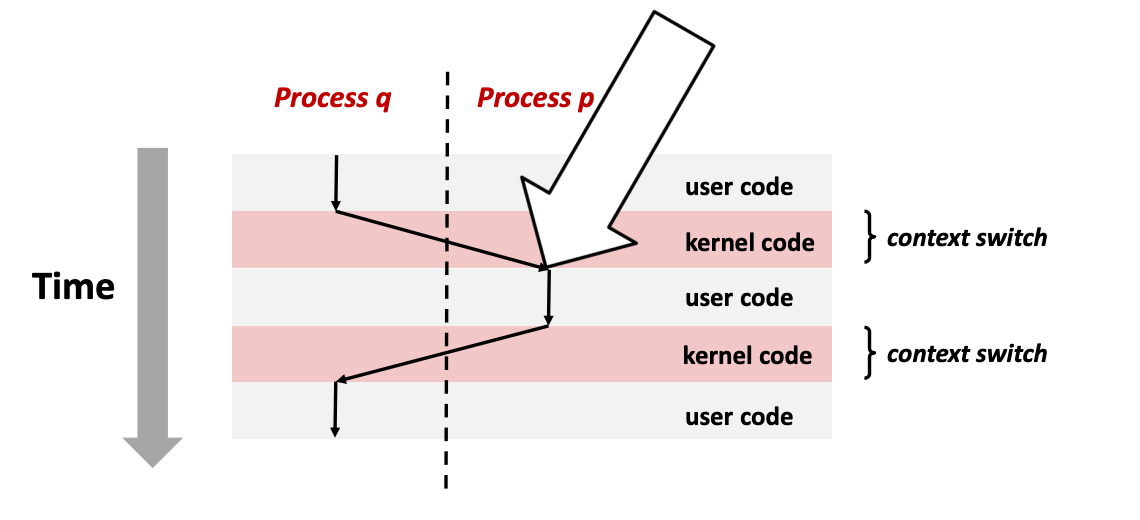 Process q
Process p
user code
kernel code
context switch
Time
user code
kernel code
context switch
user code